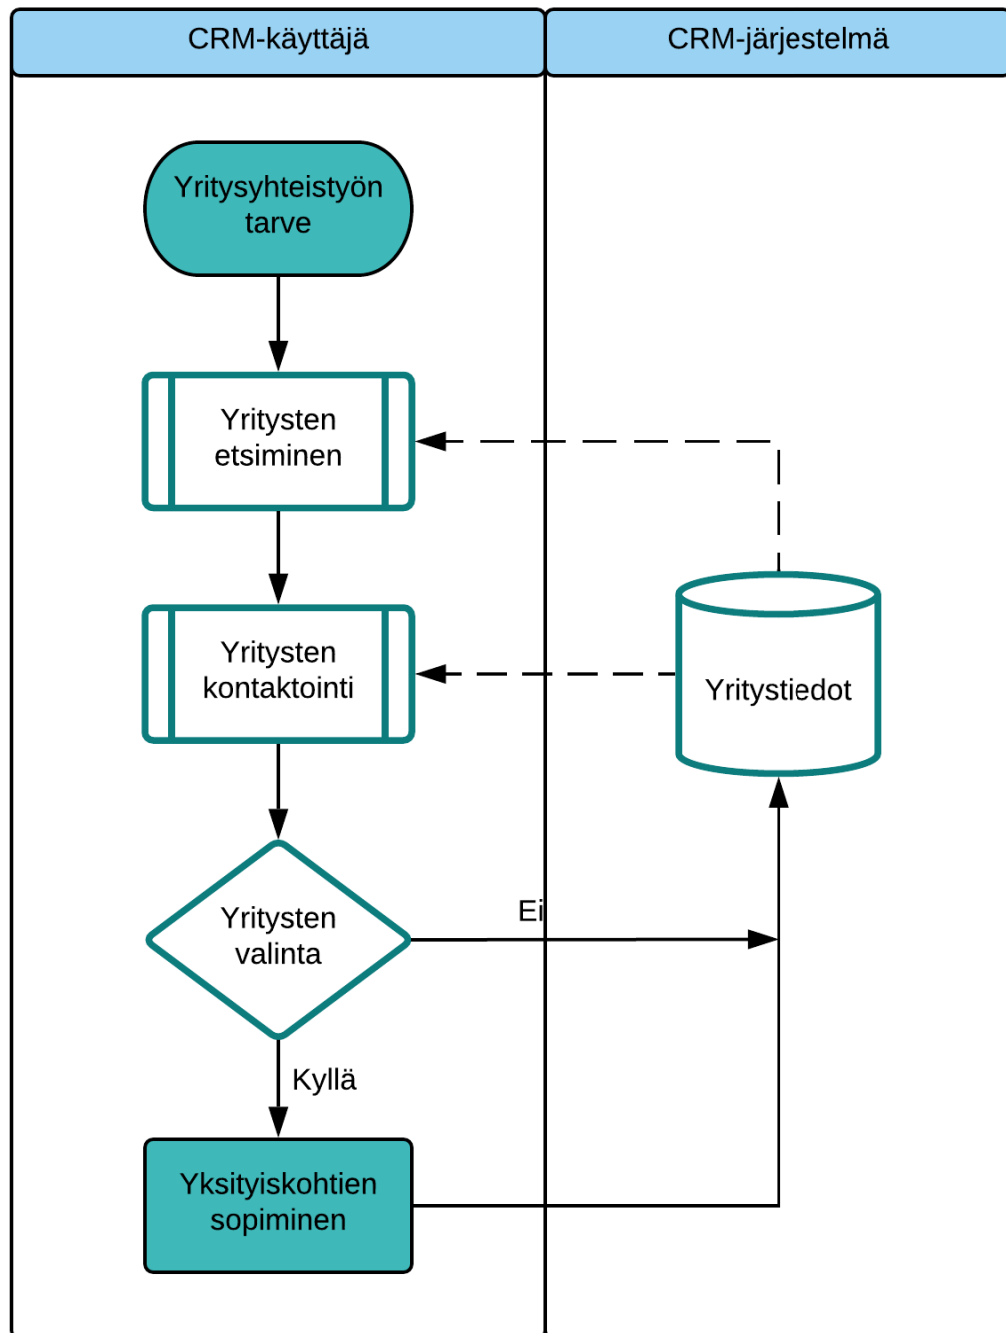 CRM-käyttäjä
CRM-järjestelmä
Yritysyhteistyön
tarve
Yritysten
etsiminen
Yritysten
kontaktointi
Yritystiedot
Yritysten
valinta
Ei
Kyllä
Yksityiskohtien
sopiminen